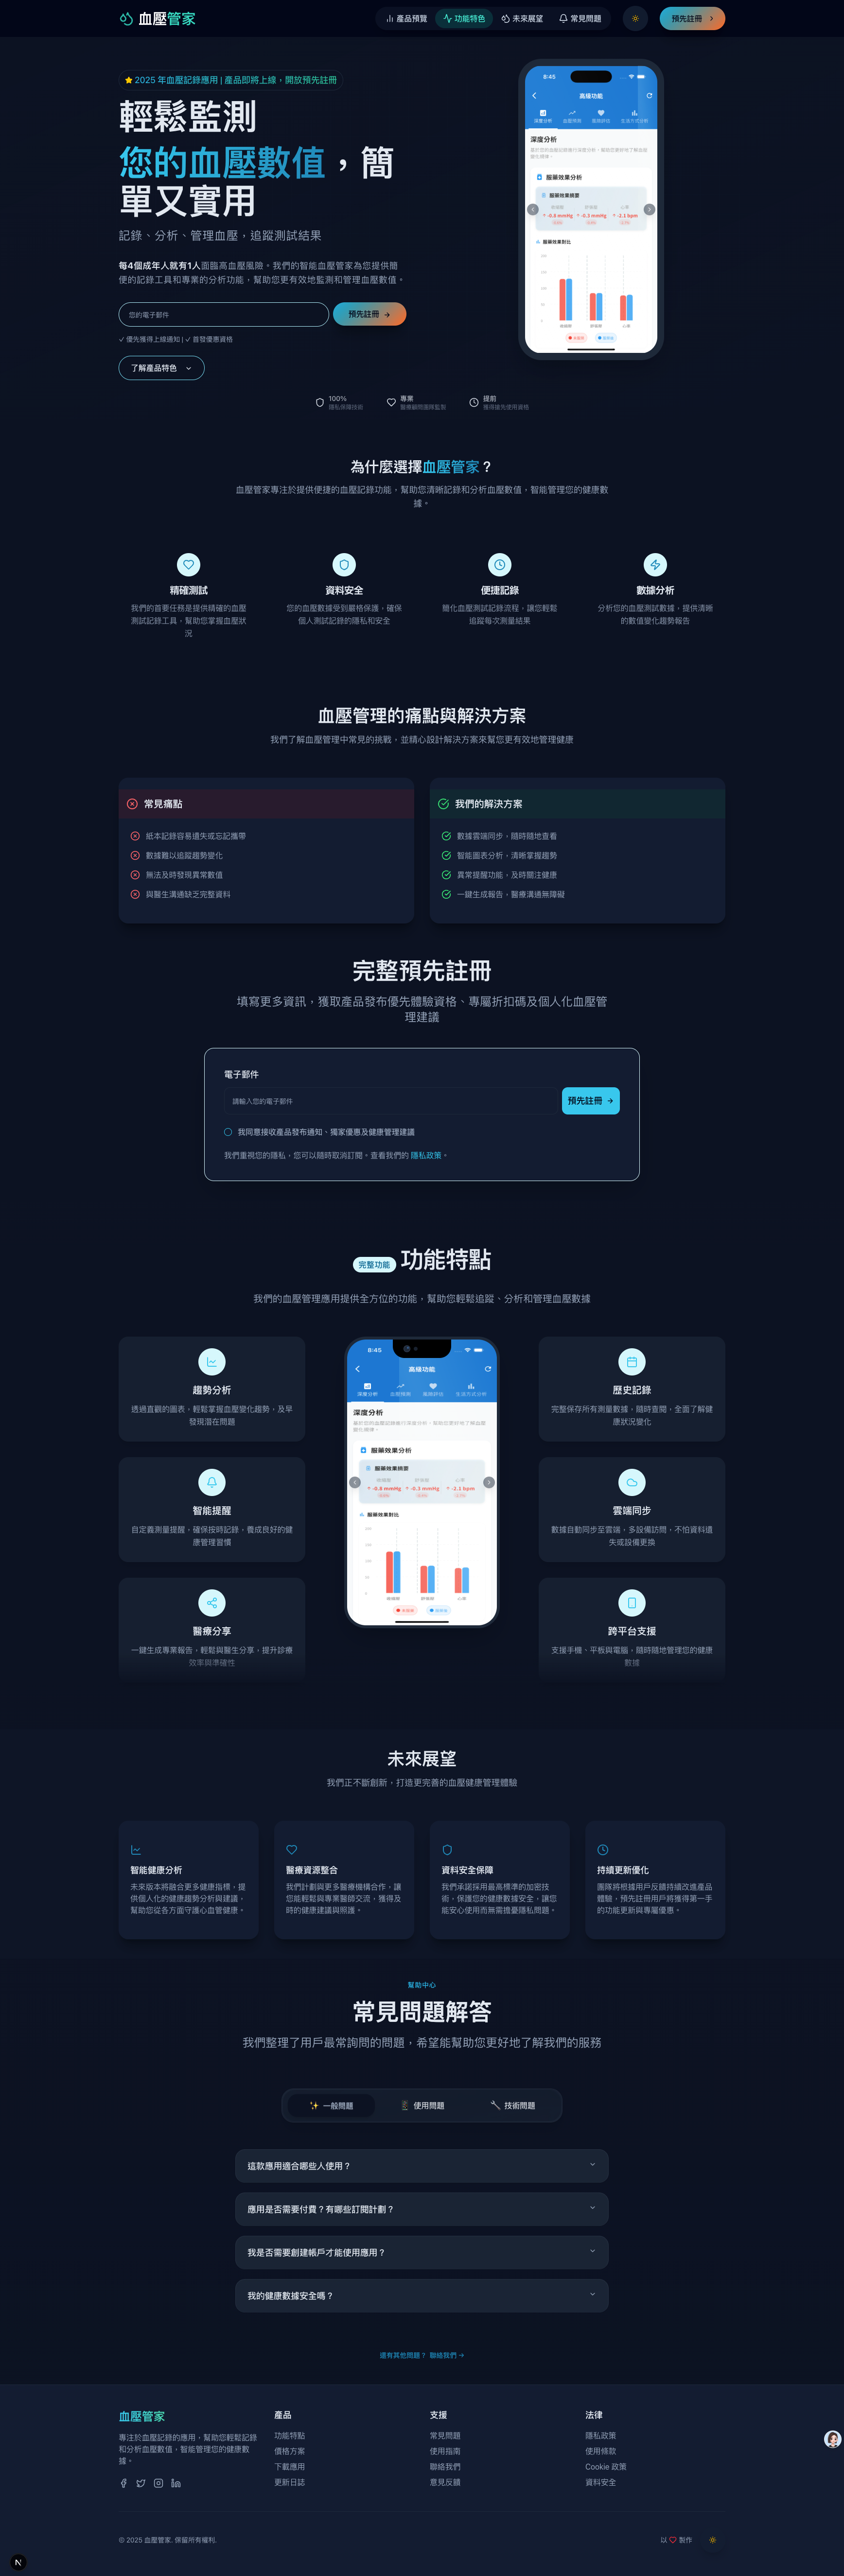 血壓管家
產品預覽
功能特色
未來展望
常見問題
預先註冊
2025 年血壓記錄應用 | 產品即將上線，開放預先註冊
輕鬆監測
您的血壓數值，簡
單又實用
記錄、分析、管理血壓，追蹤測試結果
每4個成年人就有1人面臨高血壓風險。我們的智能血壓管家為您提供簡
便的記錄工具和專業的分析功能，幫助您更有效地監測和管理血壓數值。
您的電子郵件
預先註冊 →
✓ 優先獲得上線通知 | ✓ 首發優惠資格
了解產品特色
8:45
高級功能
深度分析
深度分析
服藥效果分析
服藥效果摘要
-0.8 mmHg
-0.3 mmHg
-2.1 bpm
服藥效果對比
100%
隱私保障技術
專業
醫療顧問團隊監製
提前
獲得搶先使用資格
為什麼選擇血壓管家？
血壓管家專注於提供便捷的血壓記錄功能，幫助您清晰記錄和分析血壓數值，智能管理您的健康數
據。
精確測試
我們的首要任務是提供精確的血壓
測試記錄工具，幫助您掌握血壓狀
況
資料安全
您的血壓數據受到嚴格保護，確保
個人測試記錄的隱私和安全
便捷記錄
簡化血壓測試記錄流程，讓您輕鬆
追蹤每次測量結果
數據分析
分析您的血壓測試數據，提供清晰
的數值變化趨勢報告
血壓管理的痛點與解決方案
我們了解血壓管理中常見的挑戰，並精心設計解決方案來幫您更有效地管理健康
常見痛點
紙本記錄容易遺失或忘記攜帶
數據難以追蹤趨勢變化
無法及時發現異常數值
與醫生溝通缺乏完整資料
我們的解決方案
數據雲端同步，隨時隨地查看
智能圖表分析，清晰掌握趨勢
異常提醒功能，及時關注健康
一鍵生成報告，醫療溝通無障礙
完整預先註冊
填寫更多資訊，獲取產品發布優先體驗資格、專屬折扣碼及個人化血壓管
理建議
電子郵件
請輸入您的電子郵件
預先註冊 →
我同意接收產品發布通知、獨家優惠及健康管理建議
我們重視您的隱私，您可以隨時取消訂閱。查看我們的 隱私政策。
完整功能 功能特點
我們的血壓管理應用提供全方位的功能，幫助您輕鬆追蹤、分析和管理血壓數據
趨勢分析
透過直觀的圖表，輕鬆掌握血壓變化趨勢，及早
發現潛在問題
智能提醒
自定義測量提醒，確保按時記錄，養成良好的健
康管理習慣
醫療分享
一鍵生成專業報告，輕鬆與醫生分享，提升診療
效率與準確性
8:45
高級功能
深度分析
血壓預測
風險評估
生活方式分析
深度分析
服藥效果分析
服藥效果摘要
-0.8 mmHg
-0.3 mmHg
-2.1 bpm
服藥效果對比
歷史記錄
完整保存所有測量數據，隨時查閱，全面了解健
康狀況變化
雲端同步
數據自動同步至雲端，多設備訪問，不怕資料遺
失或設備更換
跨平台支援
支援手機、平板與電腦，隨時隨地管理您的健康
數據
未來展望
我們正不斷創新，打造更完善的血壓健康管理體驗
智能健康分析
未來版本將融合更多健康指標，提
供個人化的健康趨勢分析與建議，
幫助您從各方面守護心血管健康。
醫療資源整合
我們計劃與更多醫療機構合作，讓
您能輕鬆與專業醫師交流，獲得及
時的健康建議與照護。
資料安全保障
我們承諾採用最高標準的加密技
術，保護您的健康數據安全，讓您
能安心使用而無需擔憂隱私問題。
持續更新優化
團隊將根據用戶反饋持續改進產品
體驗，預先註冊用戶將獲得第一手
的功能更新與專屬優惠。
幫助中心
常見問題解答
我們整理了用戶最常詢問的問題，希望能幫助您更好地了解我們的服務
✨ 一般問題
📱 使用問題
🔧 技術問題
這款應用適合哪些人使用？
應用是否需要付費？有哪些訂閱計劃？
我是否需要創建帳戶才能使用應用？
我的健康數據安全嗎？
還有其他問題？ 聯絡我們 →
血壓管家
專注於血壓記錄的應用，幫助您輕鬆記錄
和分析血壓數值，智能管理您的健康數
據。
產品
功能特點
價格方案
下載應用
更新日誌
支援
常見問題
使用指南
聯絡我們
意見反饋
法律
隱私政策
使用條款
Cookie 政策
資料安全
© 2025 血壓管家. 保留所有權利.
以 ♡ 製作
N